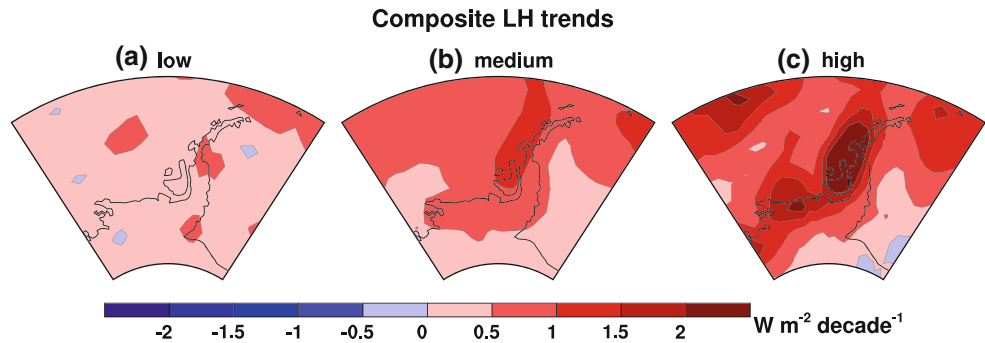 Composite LH trends
(a) low
(b) medium
(c) high
-2 -1.5 -1 -0.5 0 0.5 1 1.5 2 W m⁻² decade⁻¹